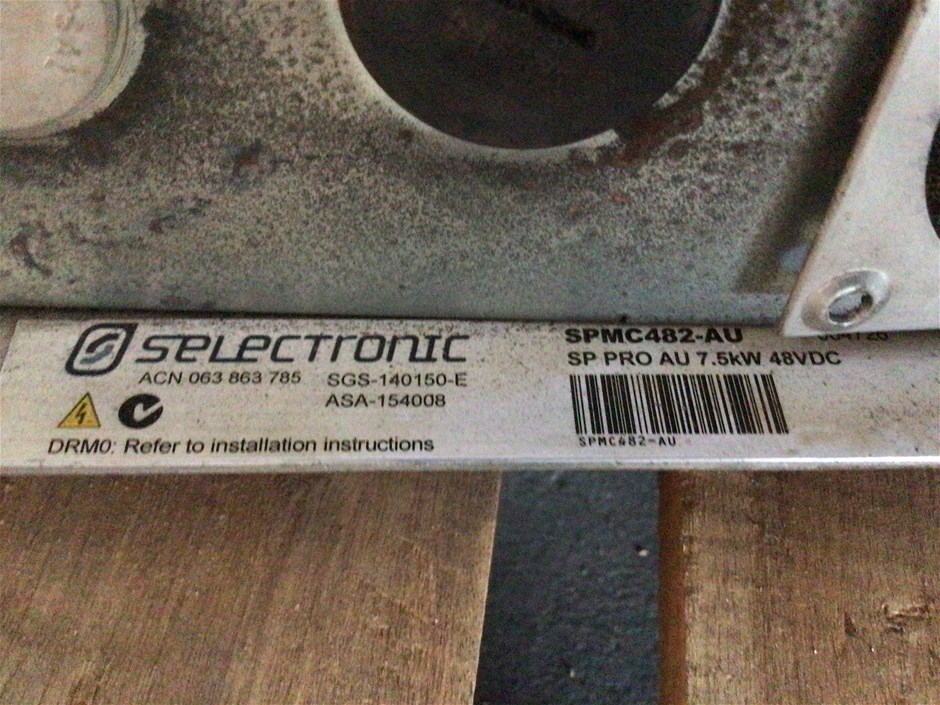 SELECTRONIC
ACN 063 863 785 SGS-140150-E
ASA-154008
DRM0: Refer to installation instructions
SPMC482-AU
SP PRO AU 7.5kW 48VDC
SPMC482-AU